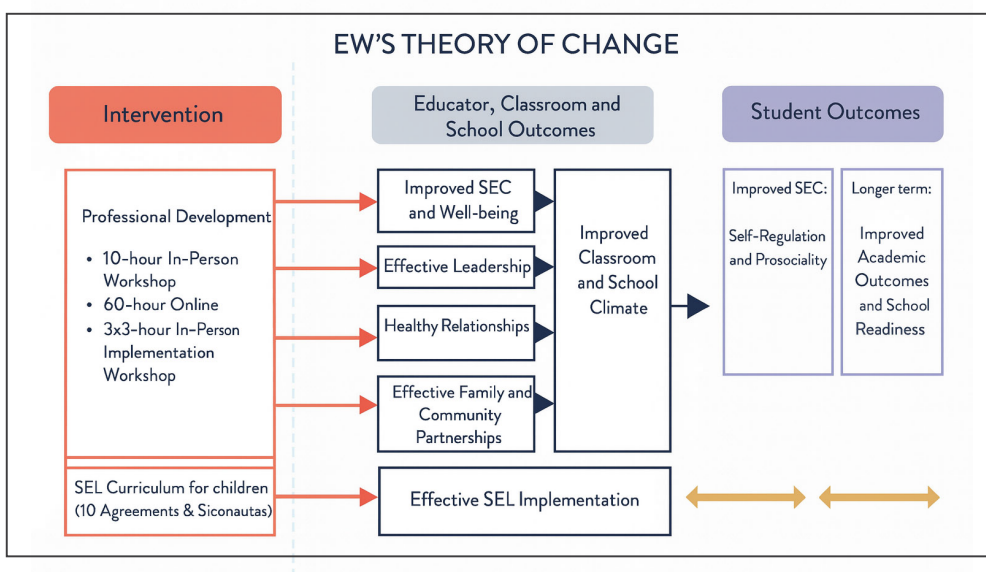 EW'S THEORY OF CHANGE
Intervention
Educator, Classroom and
School Outcomes
Student Outcomes
Professional Development
• 10-hour In-Person
Workshop
• 60-hour Online
• 3x3-hour In-Person
Implementation
Workshop
SEL Curriculum for children
(10 Agreements & Siconautas)
Improved SEC
and Well-being
Effective Leadership
Healthy Relationships
Effective Family and
Community
Partnerships
Improved
Classroom
and School
Climate
Effective SEL Implementation
Improved SEC:
Self-Regulation
and Prosociality
Longer term:
Improved
Academic
Outcomes
and School
Readiness